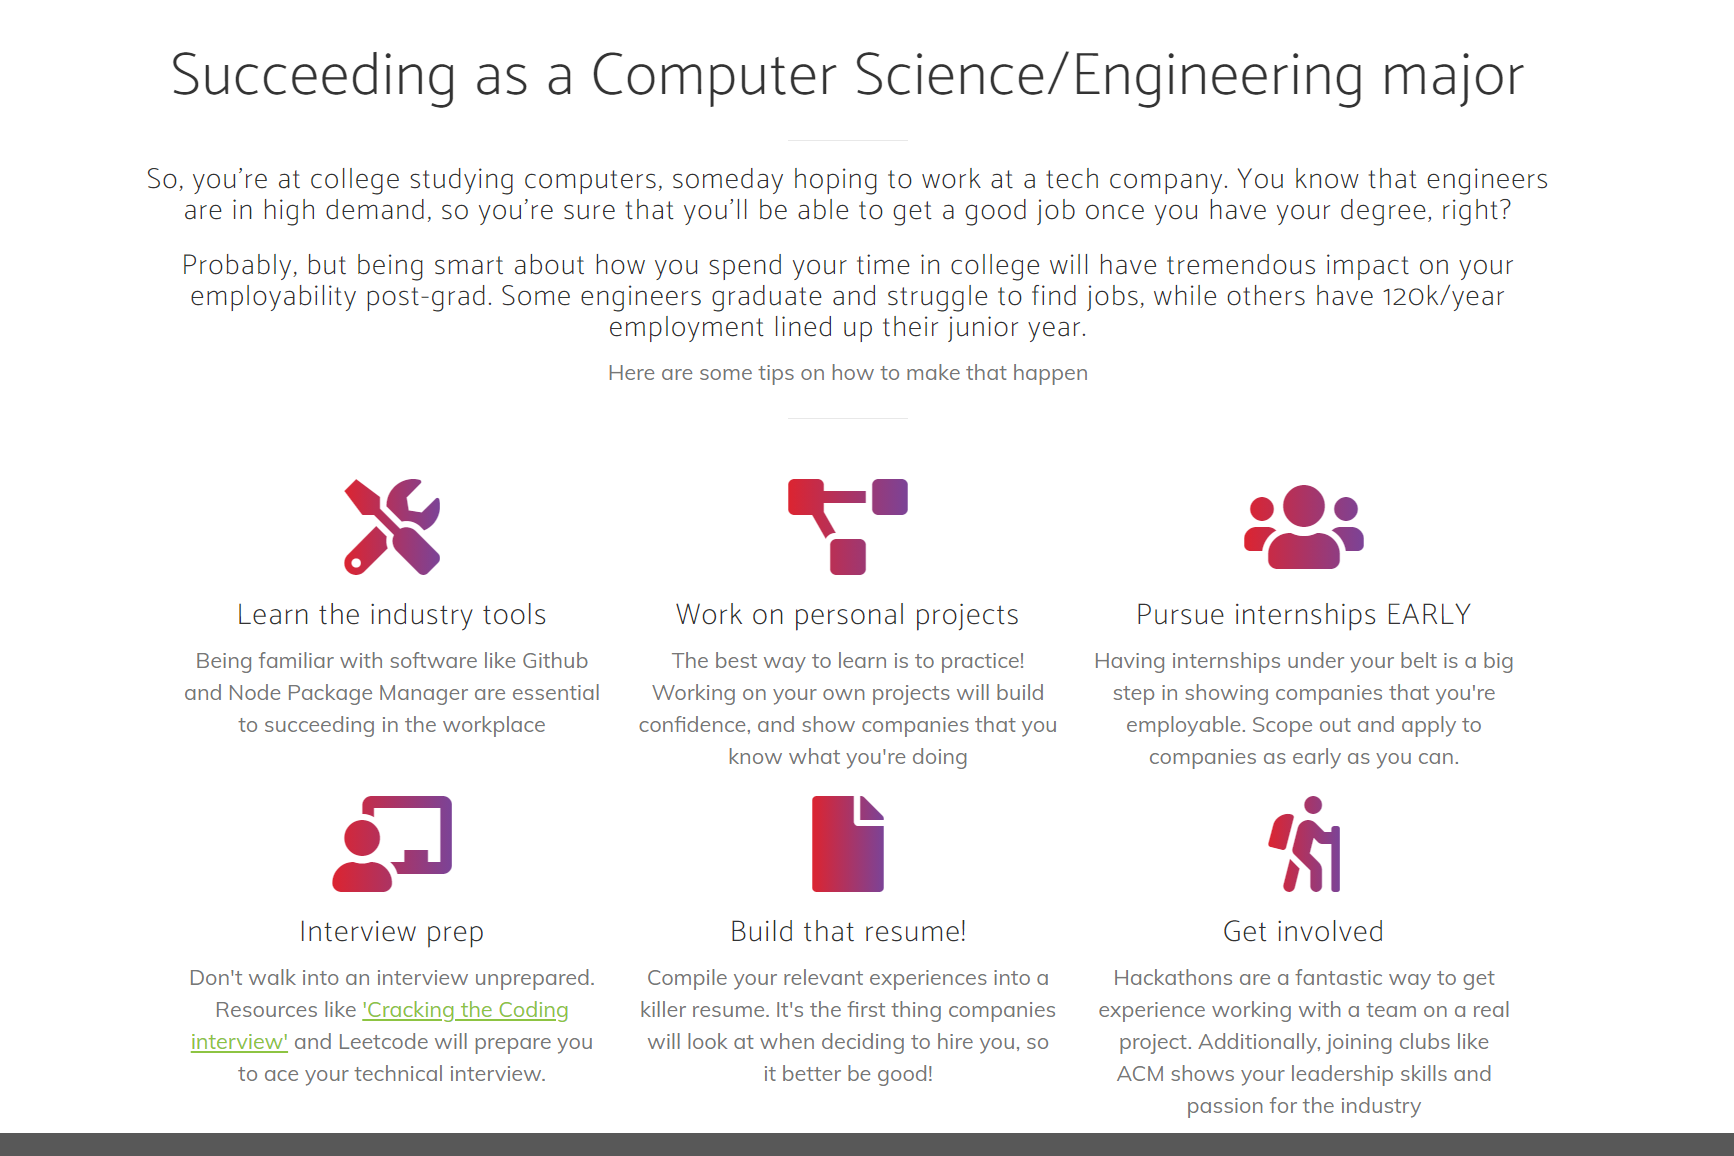 Succeeding as a Computer Science/Engineering major
So, you’re at college studying computers, someday hoping to work at a tech company. You know that engineers
are in high demand, so you’re sure that you’ll be able to get a good job once you have your degree, right?
Probably, but being smart about how you spend your time in college will have tremendous impact on your
employability post-grad. Some engineers graduate and struggle to find jobs, while others have 120k/year
employment lined up their junior year.
Here are some tips on how to make that happen
Learn the industry tools
Being familiar with software like Github
and Node Package Manager are essential
to succeeding in the workplace
Work on personal projects
The best way to learn is to practice!
Working on your own projects will build
confidence, and show companies that you
know what you're doing
Pursue internships EARLY
Having internships under your belt is a big
step in showing companies that you're
employable. Scope out and apply to
companies as early as you can.
Interview prep
Don't walk into an interview unprepared.
Resources like 'Cracking the Coding
interview' and Leetcode will prepare you
to ace your technical interview.
Build that resume!
Compile your relevant experiences into a
killer resume. It's the first thing companies
will look at when deciding to hire you, so
it better be good!
Get involved
Hackathons are a fantastic way to get
experience working with a team on a real
project. Additionally, joining clubs like
ACM shows your leadership skills and
passion for the industry